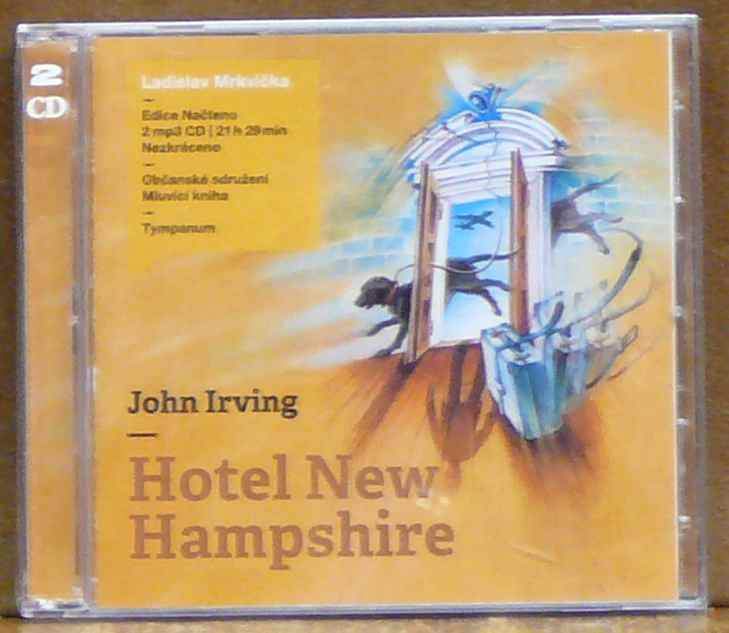 2
CD
Ladislav Mrkvička
—
Edice Načteno
2 mp3 CD | 21 h 29 min
Nezkráceno
—
Občanské sdružení
Mluvící kniha
—
Tympanum
John Irving
—
Hotel New
Hampshire